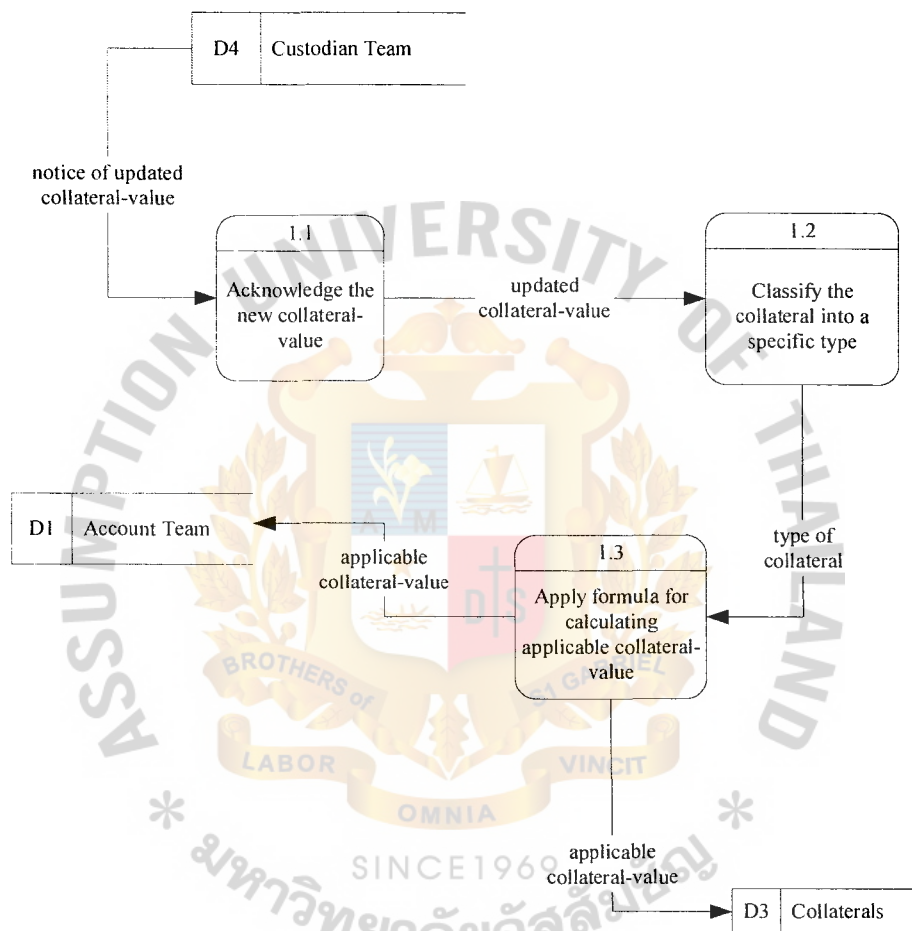 D4 Custodian Team
notice of updated
collateral-value
1.1
Acknowledge the
new collateral-
value
updated
collateral-value
1.2
Classify the
collateral into a
specific type
D1 Account Team
applicable
collateral-value
1.3
Apply formula for
calculating
applicable collateral-
value
type of
collateral
applicable
collateral-value
D3 Collaterals
ASSUMPTION UNIVERSITY OF THAILAND
A M
D S
BROTHERS of
ST GABRIEL
LABOR
OMNIA
VINCIT
SINCE1969